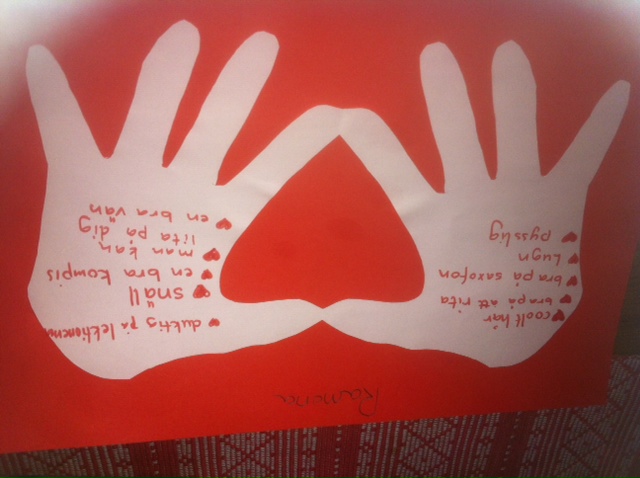 Ramina
♥ coolt hår
♥ bra på att rita
♥ bra på saxofon
♥ Lugn
♥ pysslig
♥ duktig på lektionerna
♥ snäll
♥ en bra kompis
♥ man kan
lita på dig
♥ en bra vän